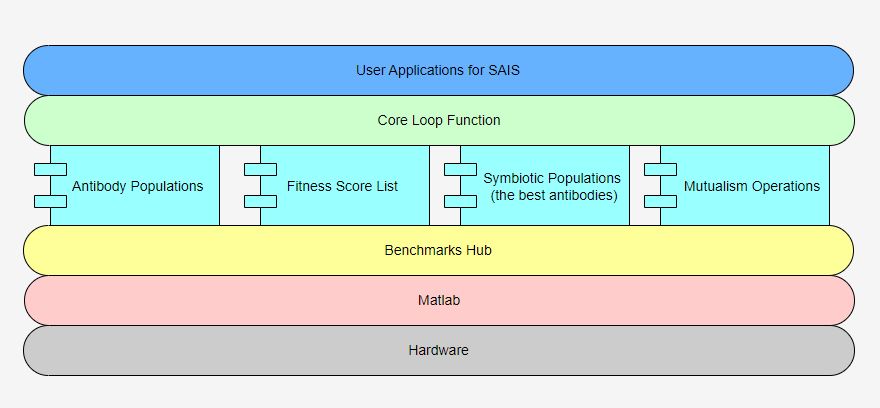 User Applications for SAIS
Core Loop Function
Antibody Populations
Fitness Score List
Symbiotic Populations
(the best antibodies)
Mutualism Operations
Benchmarks Hub
Matlab
Hardware